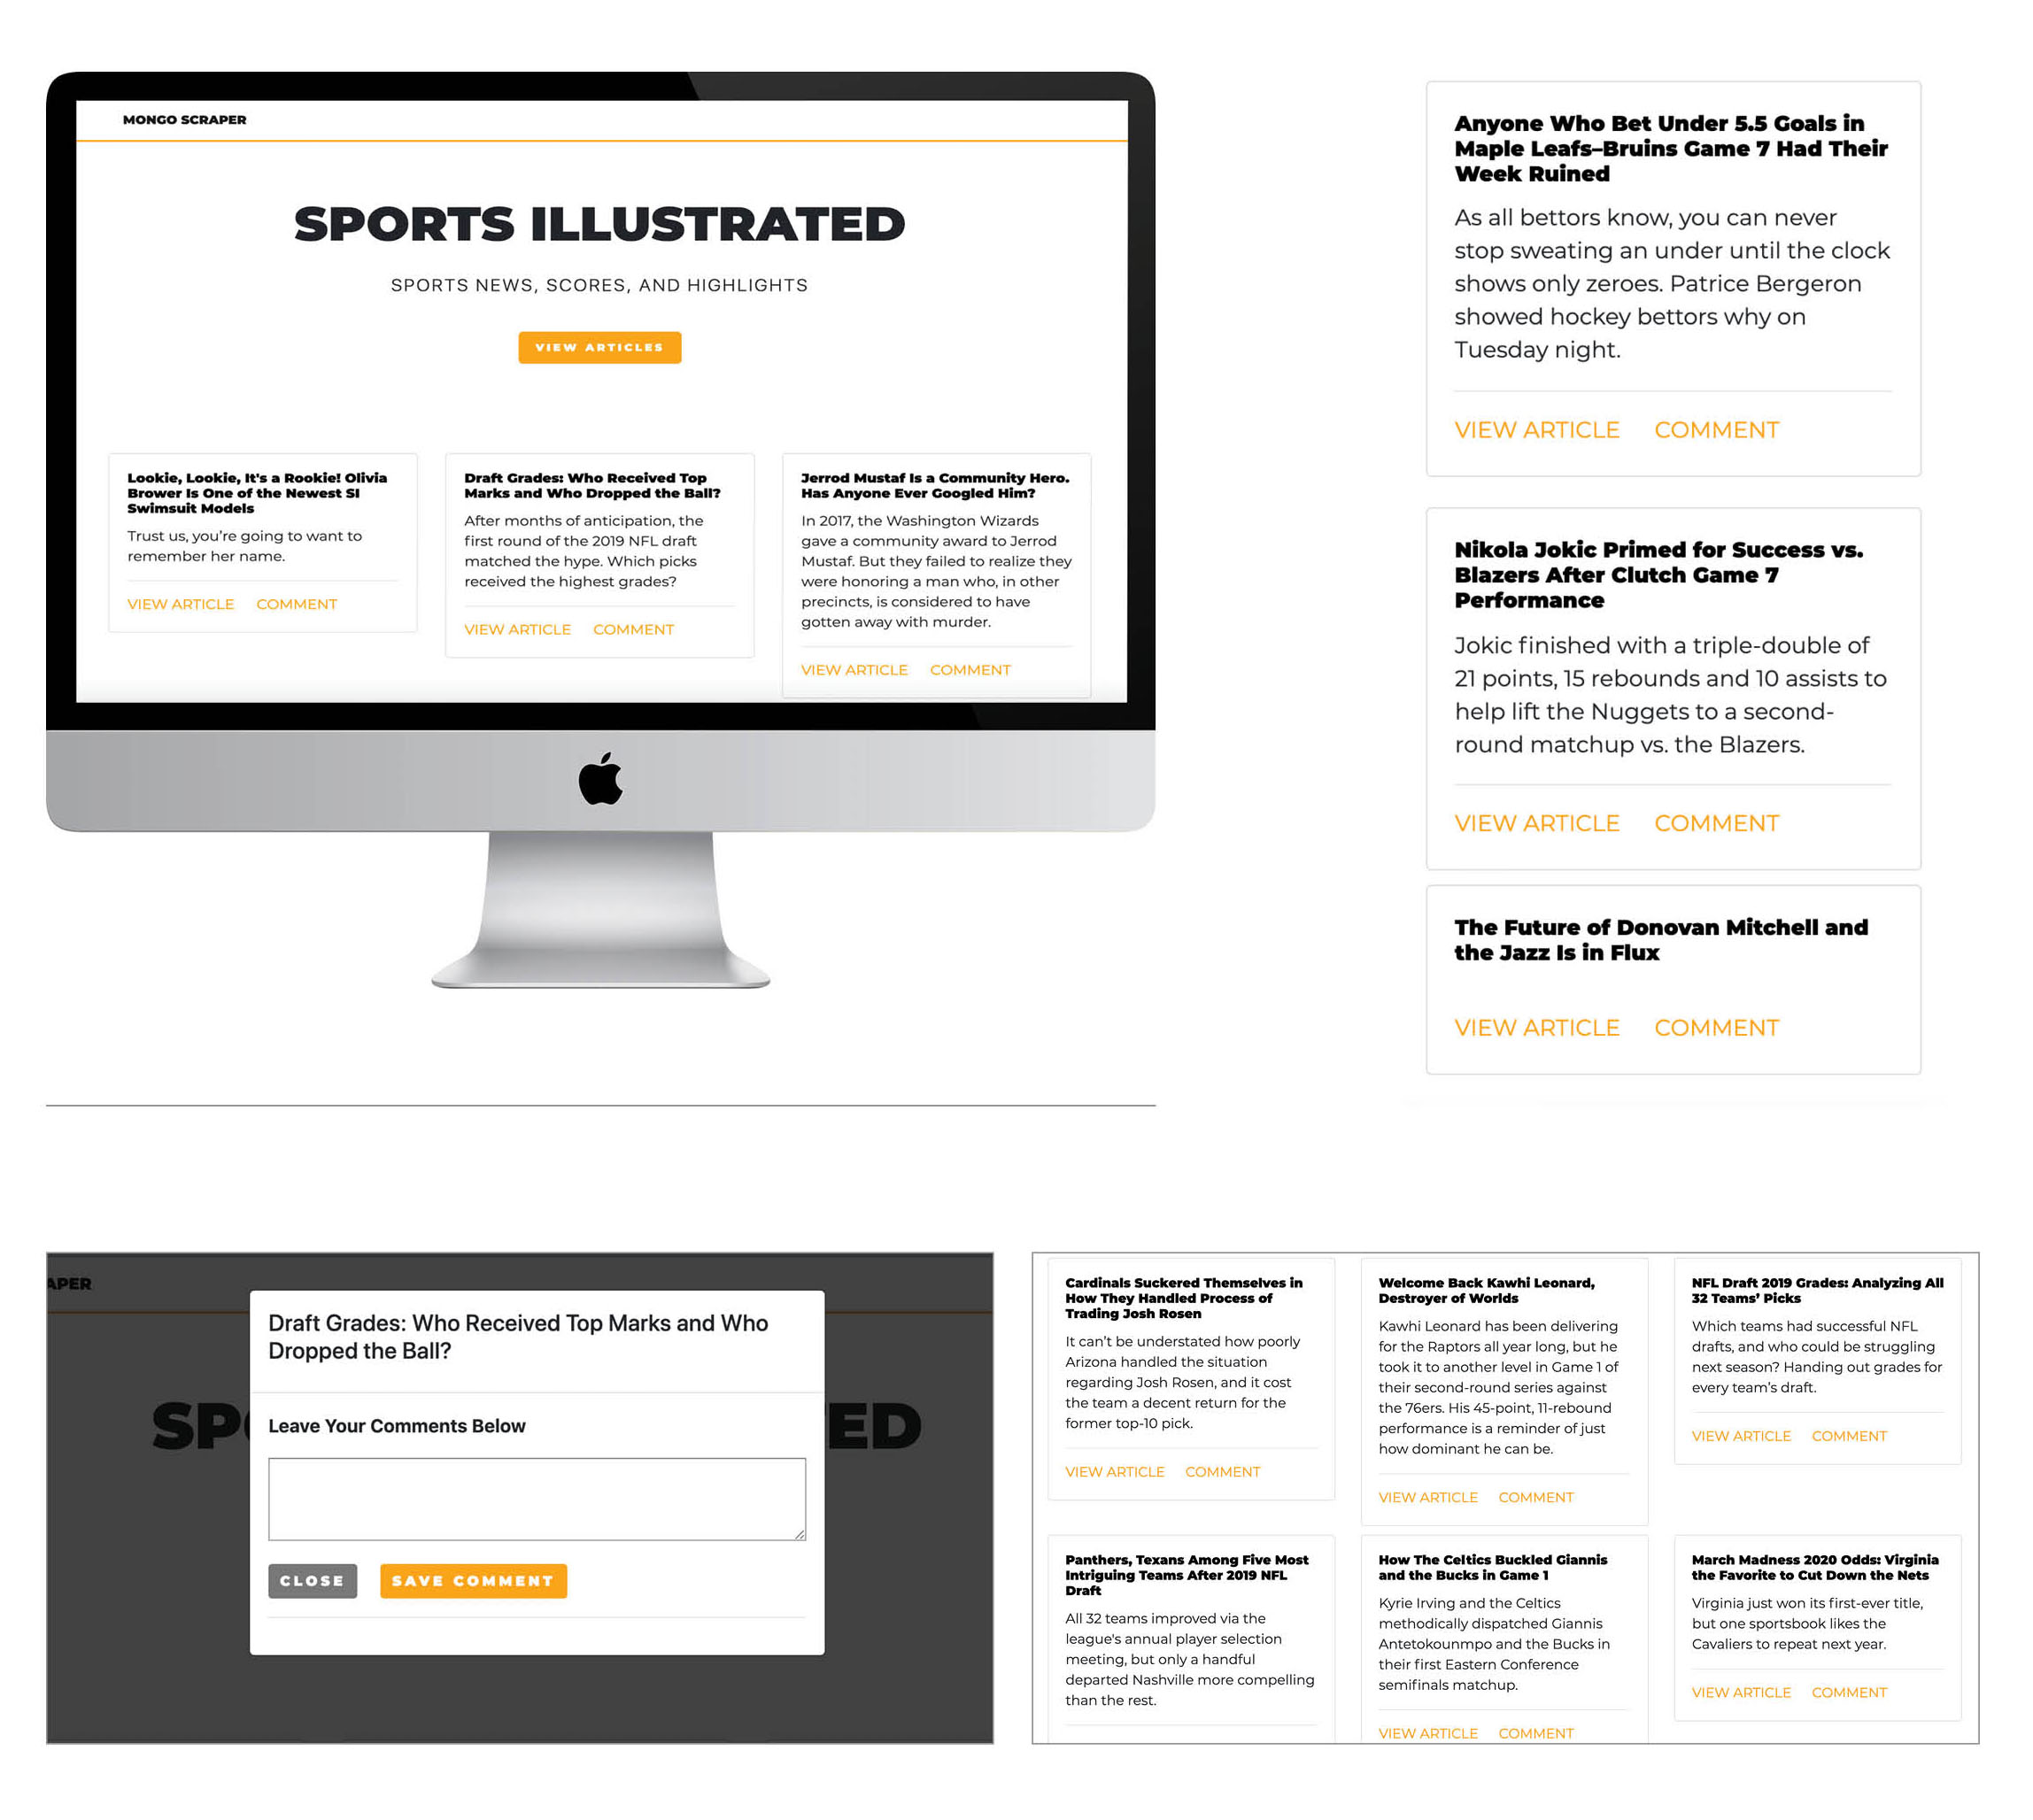 MONGO SCRAPER
SPORTS ILLUSTRATED
SPORTS NEWS, SCORES, AND HIGHLIGHTS
VIEW ARTICLES
Lookie, Lookie, It's a Rookie! Olivia
Brower Is One of the Newest SI
Swimsuit Models
Trust us, you’re going to want to
remember her name.
VIEW ARTICLE COMMENT
Draft Grades: Who Received Top
Marks and Who Dropped the Ball?
After months of anticipation, the
first round of the 2019 NFL draft
matched the hype. Which picks
received the highest grades?
VIEW ARTICLE COMMENT
Jerrod Mustaf Is a Community Hero.
Has Anyone Ever Googled Him?
In 2017, the Washington Wizards
gave a community award to Jerrod
Mustaf. But they failed to realize they
were honoring a man who, in other
precincts, is considered to have
gotten away with murder.
VIEW ARTICLE COMMENT
Anyone Who Bet Under 5.5 Goals in
Maple Leafs–Bruins Game 7 Had Their
Week Ruined
As all bettors know, you can never
stop sweating an under until the clock
shows only zeroes. Patrice Bergeron
showed hockey bettors why on
Tuesday night.
VIEW ARTICLE COMMENT
Nikola Jokic Primed for Success vs.
Blazers After Clutch Game 7
Performance
Jokic finished with a triple-double of
21 points, 15 rebounds and 10 assists to
help lift the Nuggets to a second-
round matchup vs. the Blazers.
VIEW ARTICLE COMMENT
The Future of Donovan Mitchell and
the Jazz Is in Flux
VIEW ARTICLE COMMENT
APER
SPO ED
Draft Grades: Who Received Top Marks and Who
Dropped the Ball?
Leave Your Comments Below
CLOSE SAVE COMMENT
Cardinals Suckered Themselves in
How They Handled Process of
Trading Josh Rosen
It can’t be understated how poorly
Arizona handled the situation
regarding Josh Rosen, and it cost
the team a decent return for the
former top-10 pick.
VIEW ARTICLE COMMENT
Welcome Back Kawhi Leonard,
Destroyer of Worlds
Kawhi Leonard has been delivering
for the Raptors all year long, but he
took it to another level in Game 1 of
their second-round series against
the 76ers. His 45-point, 11-rebound
performance is a reminder of just
how dominant he can be.
VIEW ARTICLE COMMENT
NFL Draft 2019 Grades: Analyzing All
32 Teams’ Picks
Which teams had successful NFL
drafts, and who could be struggling
next season? Handing out grades for
every team’s draft.
VIEW ARTICLE COMMENT
Panthers, Texans Among Five Most
Intriguing Teams After 2019 NFL
Draft
All 32 teams improved via the
league's annual player selection
meeting, but only a handful
departed Nashville more compelling
than the rest.
How The Celtics Buckled Giannis
and the Bucks in Game 1
Kyrie Irving and the Celtics
methodically dispatched Giannis
Antetokounmpo and the Bucks in
their first Eastern Conference
semifinals matchup.
VIEW ARTICLE COMMENT
March Madness 2020 Odds: Virginia
the Favorite to Cut Down the Nets
Virginia just won its first-ever title,
but one sportsbook likes the
Cavaliers to repeat next year.
VIEW ARTICLE COMMENT